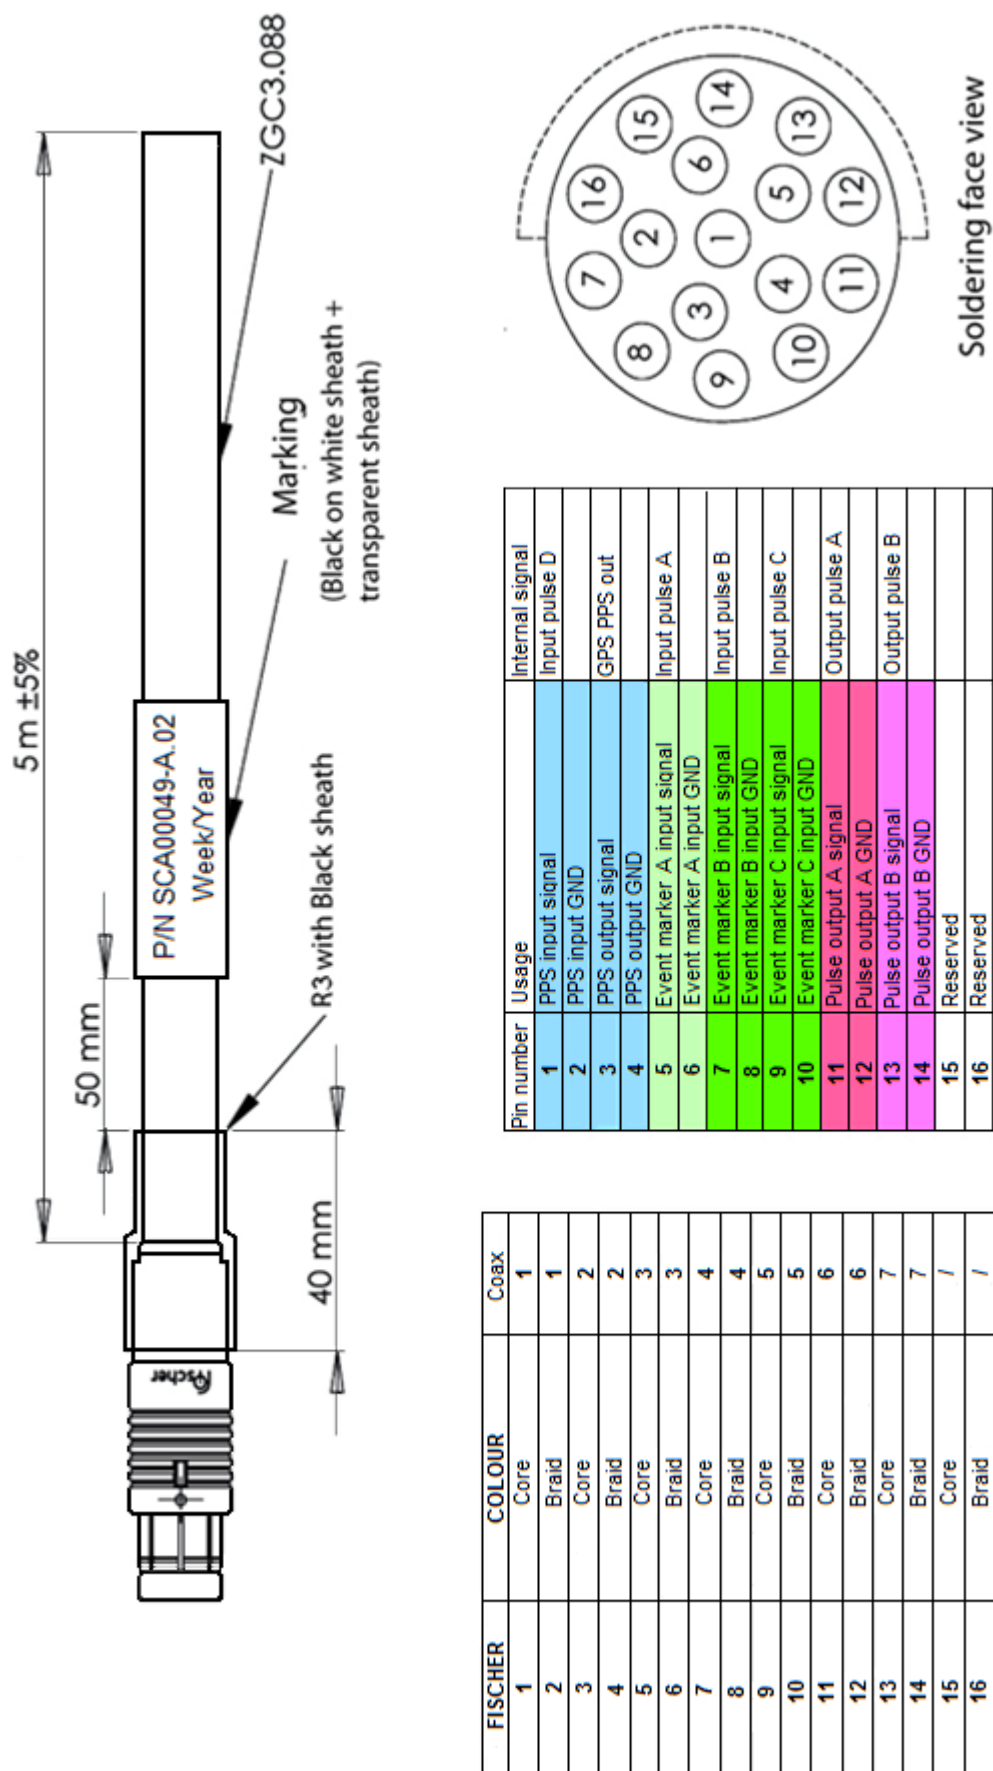 5 m ±5%
50 mm
P/N SCA00049-A.02
Week/Year
ZGC3.088
Marking
(Black on white sheath +
transparent sheath)
R3 with Black sheath
40 mm
Fischer
FISCHER COLOUR Coax
1 Core 1
2 Braid 1
3 Core 2
4 Braid 2
5 Core 3
6 Braid 3
7 Core 4
8 Braid 4
9 Core 5
10 Braid 5
11 Core 6
12 Braid 6
13 Core 7
14 Braid 7
15 Core /
16 Braid /
Pin number Usage Internal signal
1 PPS input signal Input pulse D
2 PPS input GND
3 PPS output signal GPS PPS out
4 PPS output GND
5 Event marker A input signal Input pulse A
6 Event marker A input GND
7 Event marker B input signal Input pulse B
8 Event marker B input GND
9 Event marker C input signal Input pulse C
10 Event marker C input GND
11 Pulse output A signal Output pulse A
12 Pulse output A GND
13 Pulse output B signal Output pulse B
14 Pulse output B GND
15 Reserved
16 Reserved
7
16
8
2
15
3
6
9
1
14
4
5
10
13
11
12
Soldering face view